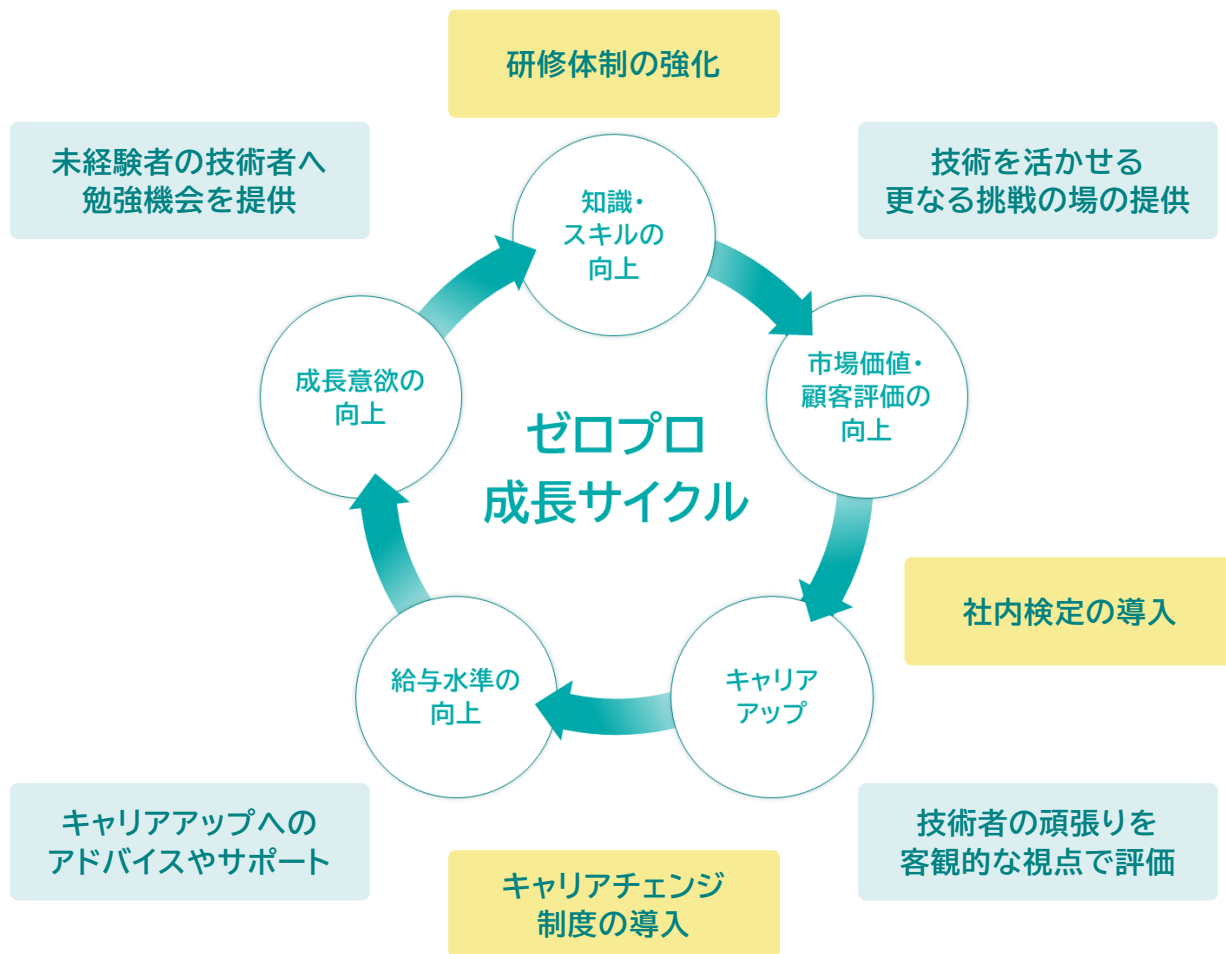 研修体制の強化
未経験者の技術者へ
勉強機会を提供
技術を活かせる
更なる挑戦の場の提供
知識・
スキルの
向上
市場価値・
顧客評価の
向上
成長意欲の
向上
ゼロプロ
成長サイクル
社内検定の導入
給与水準の
向上
キャリア
アップ
キャリアアップへの
アドバイスやサポート
技術者の頑張りを
客観的な視点で評価
キャリアチェンジ
制度の導入